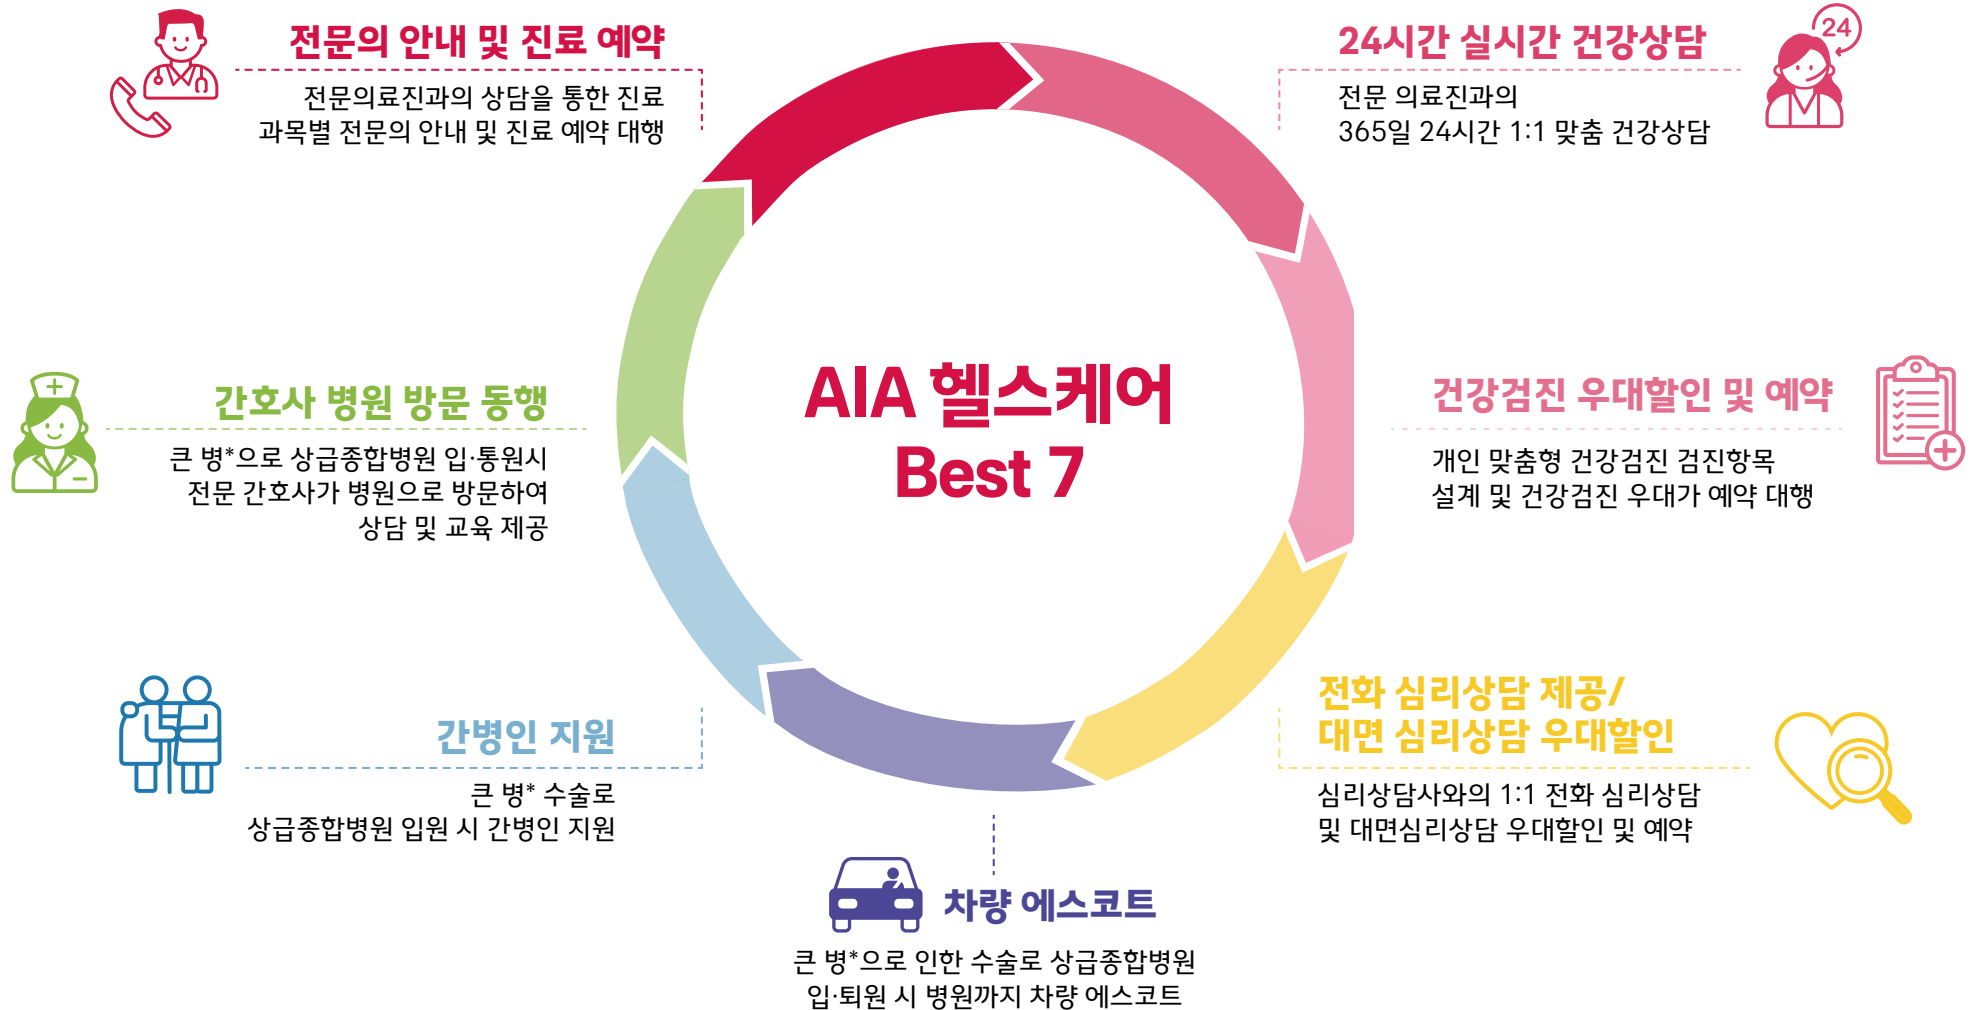 전문의 안내 및 진료 예약
전문의료진과의 상담을 통한 진료
과목별 전문의 안내 및 진료 예약 대행
24시간 실시간 건강상담
24
전문 의료진과의
365일 24시간 1:1 맞춤 건강상담
AIA 헬스케어
Best 7
간호사 병원 방문 동행
큰 병*으로 상급종합병원 입·통원시
전문 간호사가 병원으로 방문하여
상담 및 교육 제공
건강검진 우대할인 및 예약
개인 맞춤형 건강검진 검진항목
설계 및 건강검진 우대가 예약 대행
간병인 지원
큰 병* 수술로
상급종합병원 입원 시 간병인 지원
전화 심리상담 제공/
대면 심리상담 우대할인
심리상담사와의 1:1 전화 심리상담
및 대면심리상담 우대할인 및 예약
차량 에스코트
큰 병*으로 인한 수술로 상급종합병원
입·퇴원 시 병원까지 차량 에스코트